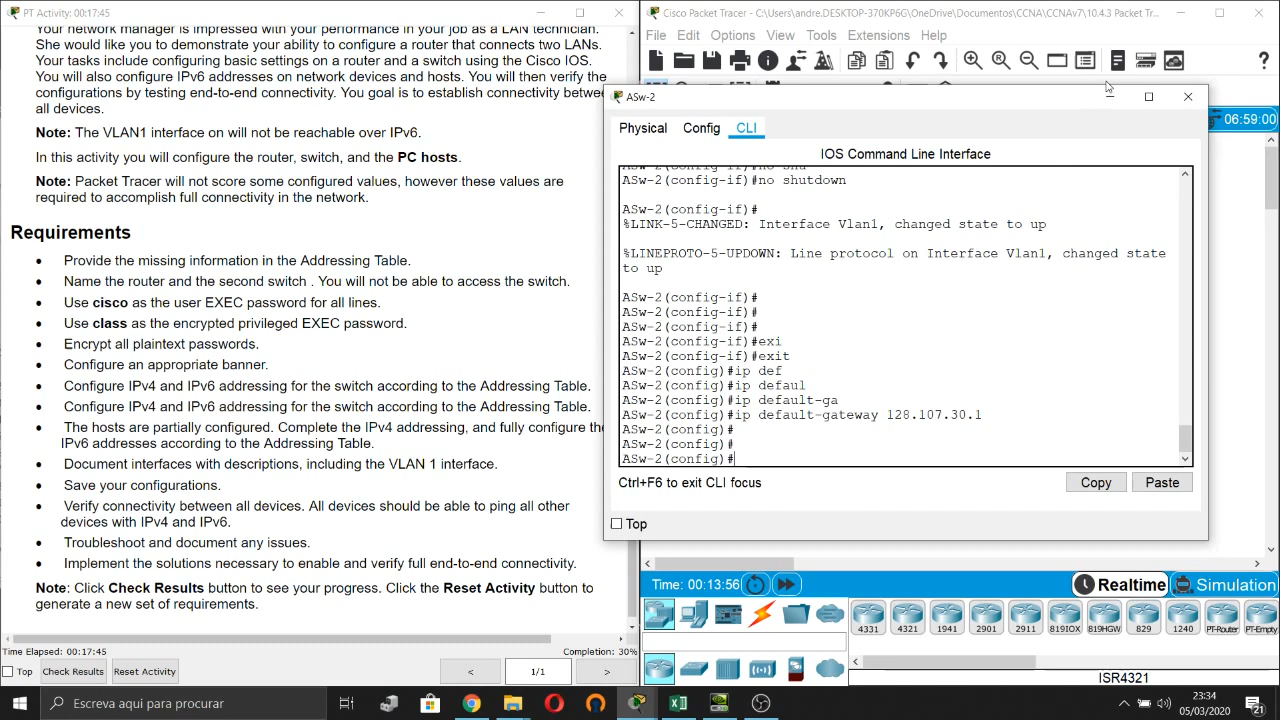 PT Activity: 00:17:45
Your network manager is impressed with your performance in your job as a LAN technician.
She would like you to demonstrate your ability to configure a router that connects two LANs.
Your tasks include configuring basic settings on a router and a switch using the Cisco IOS.
You will also configure IPv6 addresses on network devices and hosts. You will then verify the
configurations by testing end-to-end connectivity. You goal is to establish connectivity betwe
all devices.
Note: The VLAN1 interface on will not be reachable over IPv6.
In this activity you will configure the router, switch, and the PC hosts.
Note: Packet Tracer will not score some configured values, however these values are
required to accomplish full connectivity in the network.
Requirements
• Provide the missing information in the Addressing Table.
• Name the router and the second switch . You will not be able to access the switch.
• Use cisco as the user EXEC password for all lines.
• Use class as the encrypted privileged EXEC password.
• Encrypt all plaintext passwords.
• Configure an appropriate banner.
• Configure IPv4 and IPv6 addressing for the switch according to the Addressing Table.
• Configure IPv4 and IPv6 addressing for the switch according to the Addressing Table.
• The hosts are partially configured. Complete the IPv4 addressing, and fully configure the
IPv6 addresses according to the Addressing Table.
• Document interfaces with descriptions, including the VLAN 1 interface.
• Save your configurations.
• Verify connectivity between all devices. All devices should be able to ping all other
devices with IPv4 and IPv6.
• Troubleshoot and document any issues.
• Implement the solutions necessary to enable and verify full end-to-end connectivity.
Note: Click Check Results button to see your progress. Click the Reset Activity button to
generate a new set of requirements.
Time Elapsed: 00:17:45
Completion: 30%
Top
Check Results
Reset Activity
<
1/1
>
Cisco Packet Tracer - C:\Users\andre.DESKTOP-370KP6G\OneDrive\Documentos\CCNA\CCNAv7\10.4.3 Packet Tr...
File Edit Options View Tools Extensions Help
06:59:00
ASw-2
Physical Config CLI
IOS Command Line Interface
ASw-2(config-if)#no shu
ASw-2(config-if)#no shutdown
ASw-2(config-if)#
%LINK-5-CHANGED: Interface Vlan1, changed state to up
%LINEPROTO-5-UPDOWN: Line protocol on Interface Vlan1, changed state
to up
ASw-2(config-if)#
ASw-2(config-if)#
ASw-2(config-if)#
ASw-2(config-if)#exi
ASw-2(config-if)#exit
ASw-2(config)#ip def
ASw-2(config)#ip defaul
ASw-2(config)#ip default-ga
ASw-2(config)#ip default-gateway 128.107.30.1
ASw-2(config)#
ASw-2(config)#
ASw-2(config)#
Ctrl+F6 to exit CLI focus
Copy
Paste
Top
Time: 00:13:56
Realtime
Simulation
4331 4321 1941 2901 2911 819IOX 819HGW 829 1240 PT-Router PT-Empty
ISR4321
Escreva aqui para procurar
23:34
05/03/2020
21